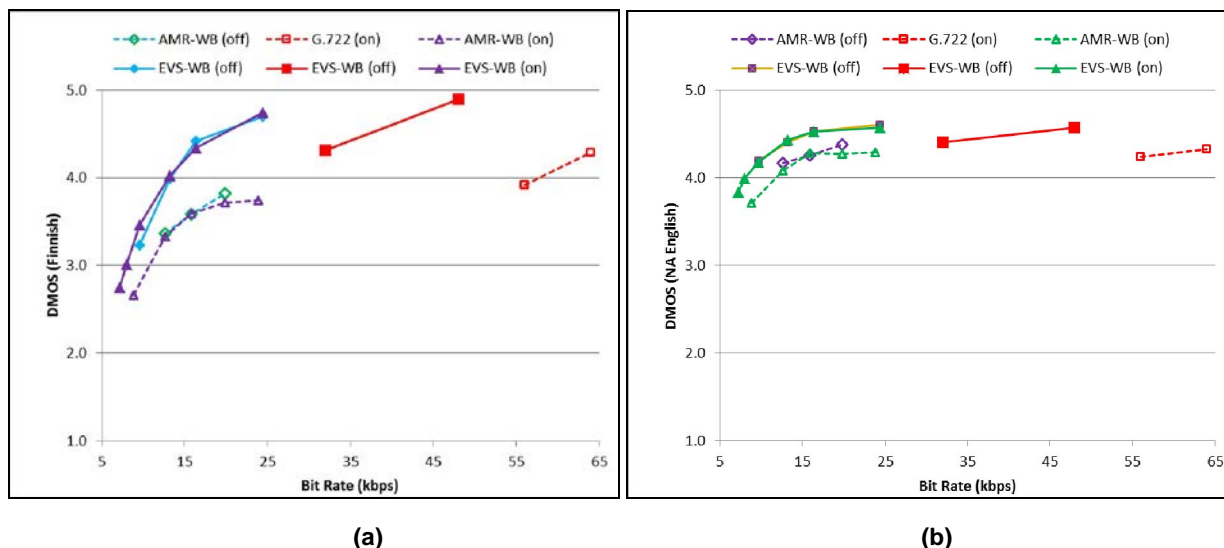 AMR-WB (off) G.722 (on) AMR-WB (on)
EVS-WB (off) EVS-WB (off) EVS-WB (on)
5.0
4.0
3.0
2.0
1.0
DMOS (Finnish)
5 15 25 35 45 55 65
Bit Rate (kbps)
(a)
AMR-WB (off) G.722 (on) AMR-WB (on)
EVS-WB (off) EVS-WB (off) EVS-WB (on)
5.0
4.0
3.0
2.0
1.0
DMOS (NA English)
5 15 25 35 45 55 65
Bit Rate (kbps)
(b)